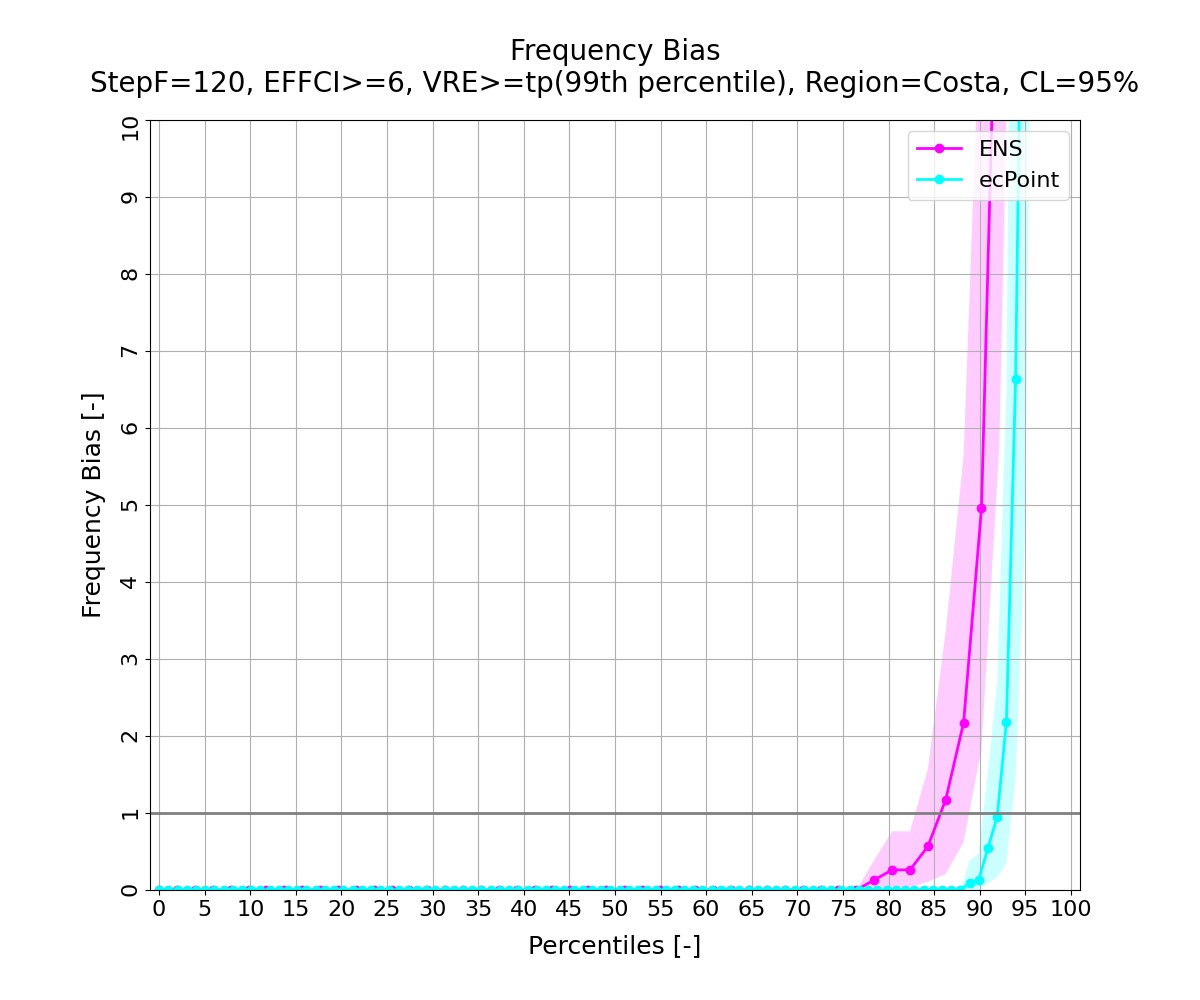 Frequency Bias
StepF=120, EFFCI>=6, VRE>=tp(99th percentile), Region=Costa, CL=95%
10
9
8
7
6
5
4
3
2
1
0
Frequency Bias [-]
ENS
ecPoint
0 5 10 15 20 25 30 35 40 45 50 55 60 65 70 75 80 85 90 95 100
Percentiles [-]